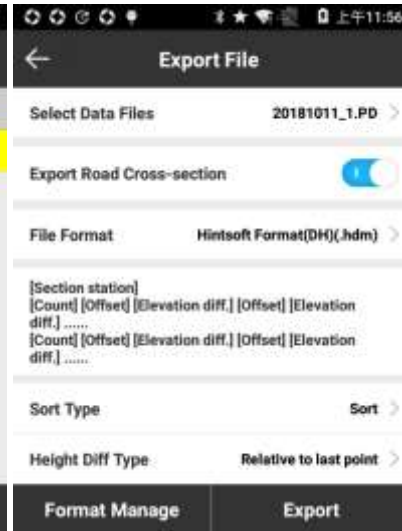 上午11:56
Export File
Select Data Files 20181011_1.PD
Export Road Cross-section
File Format Hintsoft Format(DH)(.hdm)
[Section station]
[Count] [Offset] [Elevation diff.] [Offset] [Elevation
diff.] ......
[Count] [Offset] [Elevation diff.] [Offset] [Elevation
diff.] ......
Sort Type Sort
Height Diff Type Relative to last point
Format Manage Export